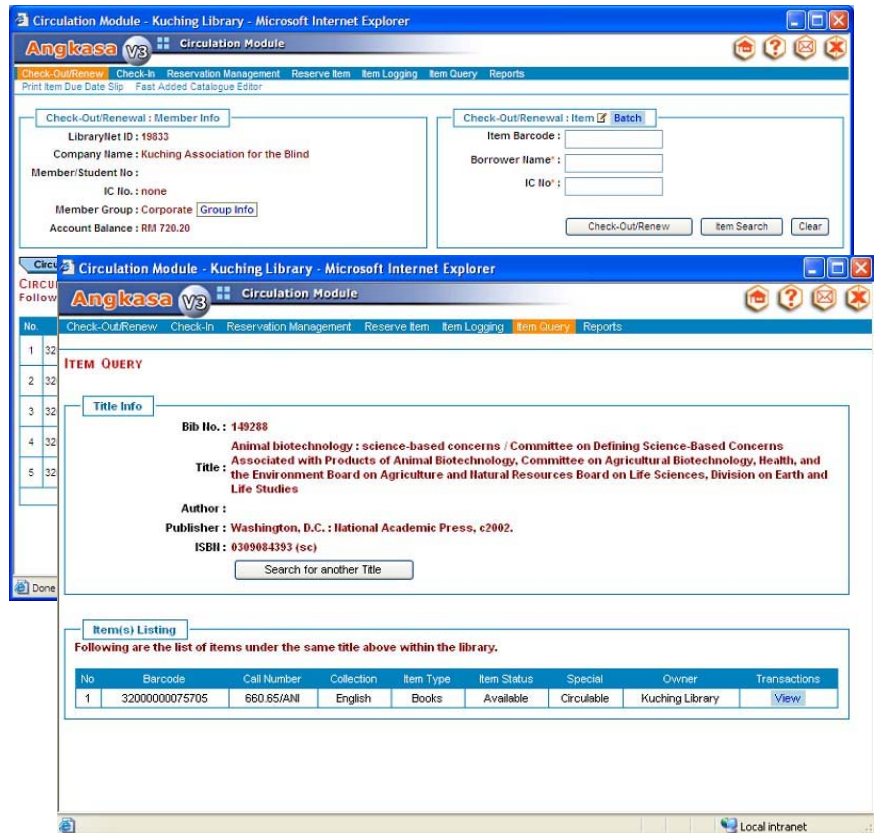 Circulation Module - Kuching Library - Microsoft Internet Explorer
Angkasa V3 Circulation Module
Check-Out/Renew Check-In Reservation Management Reserve Item Item Logging Item Query Reports
Print Item Due Date Slip Fast Added Catalogue Editor
Check-Out/Renewal : Member Info
LibraryNet ID : 19833
Company Name : Kuching Association for the Blind
Member/Student No :
IC No. : none
Member Group : Corporate Group Info
Account Balance : RM 720.20
Check-Out/Renewal : Item Batch
Item Barcode :
Borrower Name* :
IC No* :
Check-Out/Renew Item Search Clear
No.
1 32
2 32
3 32
4 32
5 32
Done
Circulation Module - Kuching Library - Microsoft Internet Explorer
Angkasa V3 Circulation Module
Check-Out/Renew Check-In Reservation Management Reserve Item Item Logging Item Query Reports
ITEM QUERY
Title Info
Bib No. : 149288
Title : Animal biotechnology : science-based concerns / Committee on Defining Science-Based Concerns
Associated with Products of Animal Biotechnology, Committee on Agricultural Biotechnology, Health, and
the Environment Board on Agriculture and Natural Resources Board on Life Sciences, Division on Earth and
Life Studies
Author :
Publisher : Washington, D.C. : National Academic Press, c2002.
ISBN : 0309084393 (sc)
Search for another Title
Item(s) Listing
Following are the list of items under the same title above within the library.
No Barcode Call Number Collection Item Type Item Status Special Owner Transactions
1 32000000075705 660.65/ANI English Books Available Circulable Kuching Library View
Local intranet